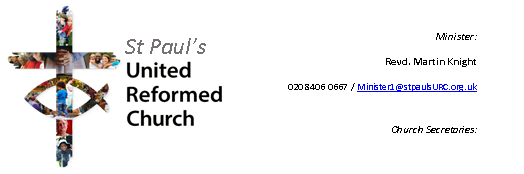 St Paul's
United
Reformed
Church
Minister:
Revd. Martin Knight
020 8406 0667 / Minister1@stpaulsURC.org.uk
Church Secretaries: